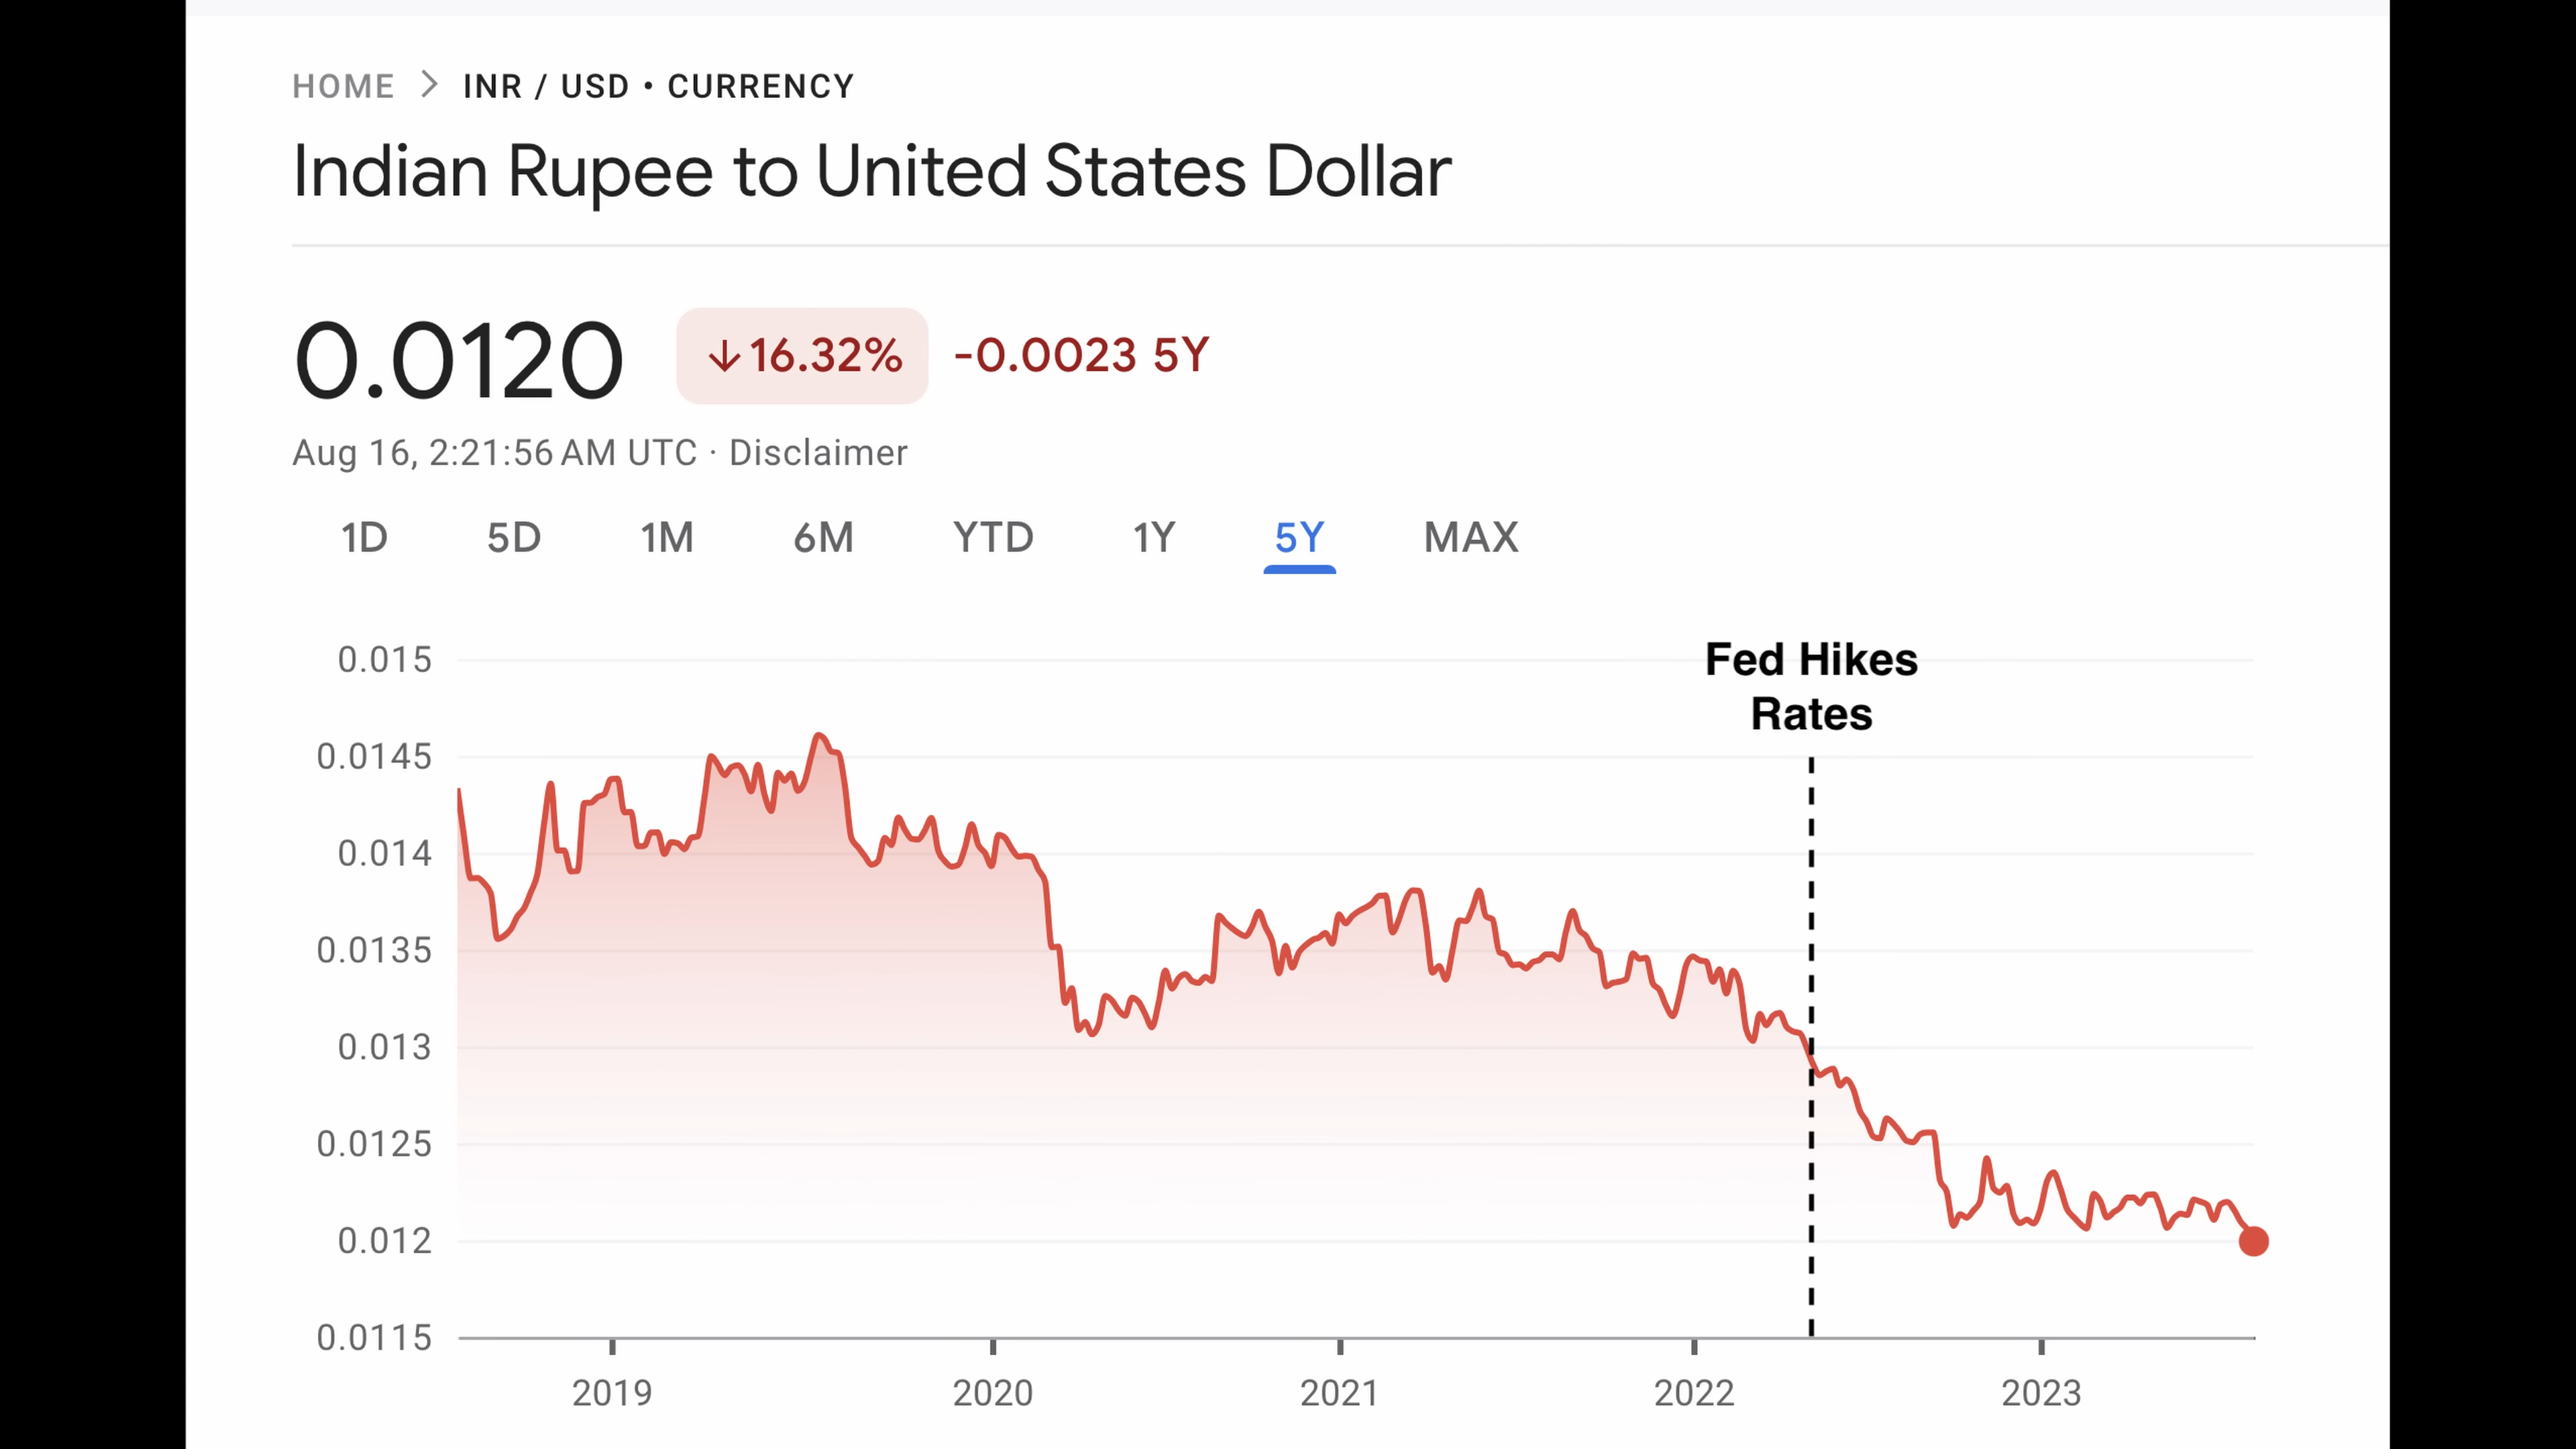 HOME > INR / USD • CURRENCY
Indian Rupee to United States Dollar
0.0120 ↓16.32% -0.0023 5Y
Aug 16, 2:21:56 AM UTC · Disclaimer
1D 5D 1M 6M YTD 1Y 5Y MAX
Fed Hikes
Rates
0.015
0.0145
0.014
0.0135
0.013
0.0125
0.012
0.0115
2019 2020 2021 2022 2023